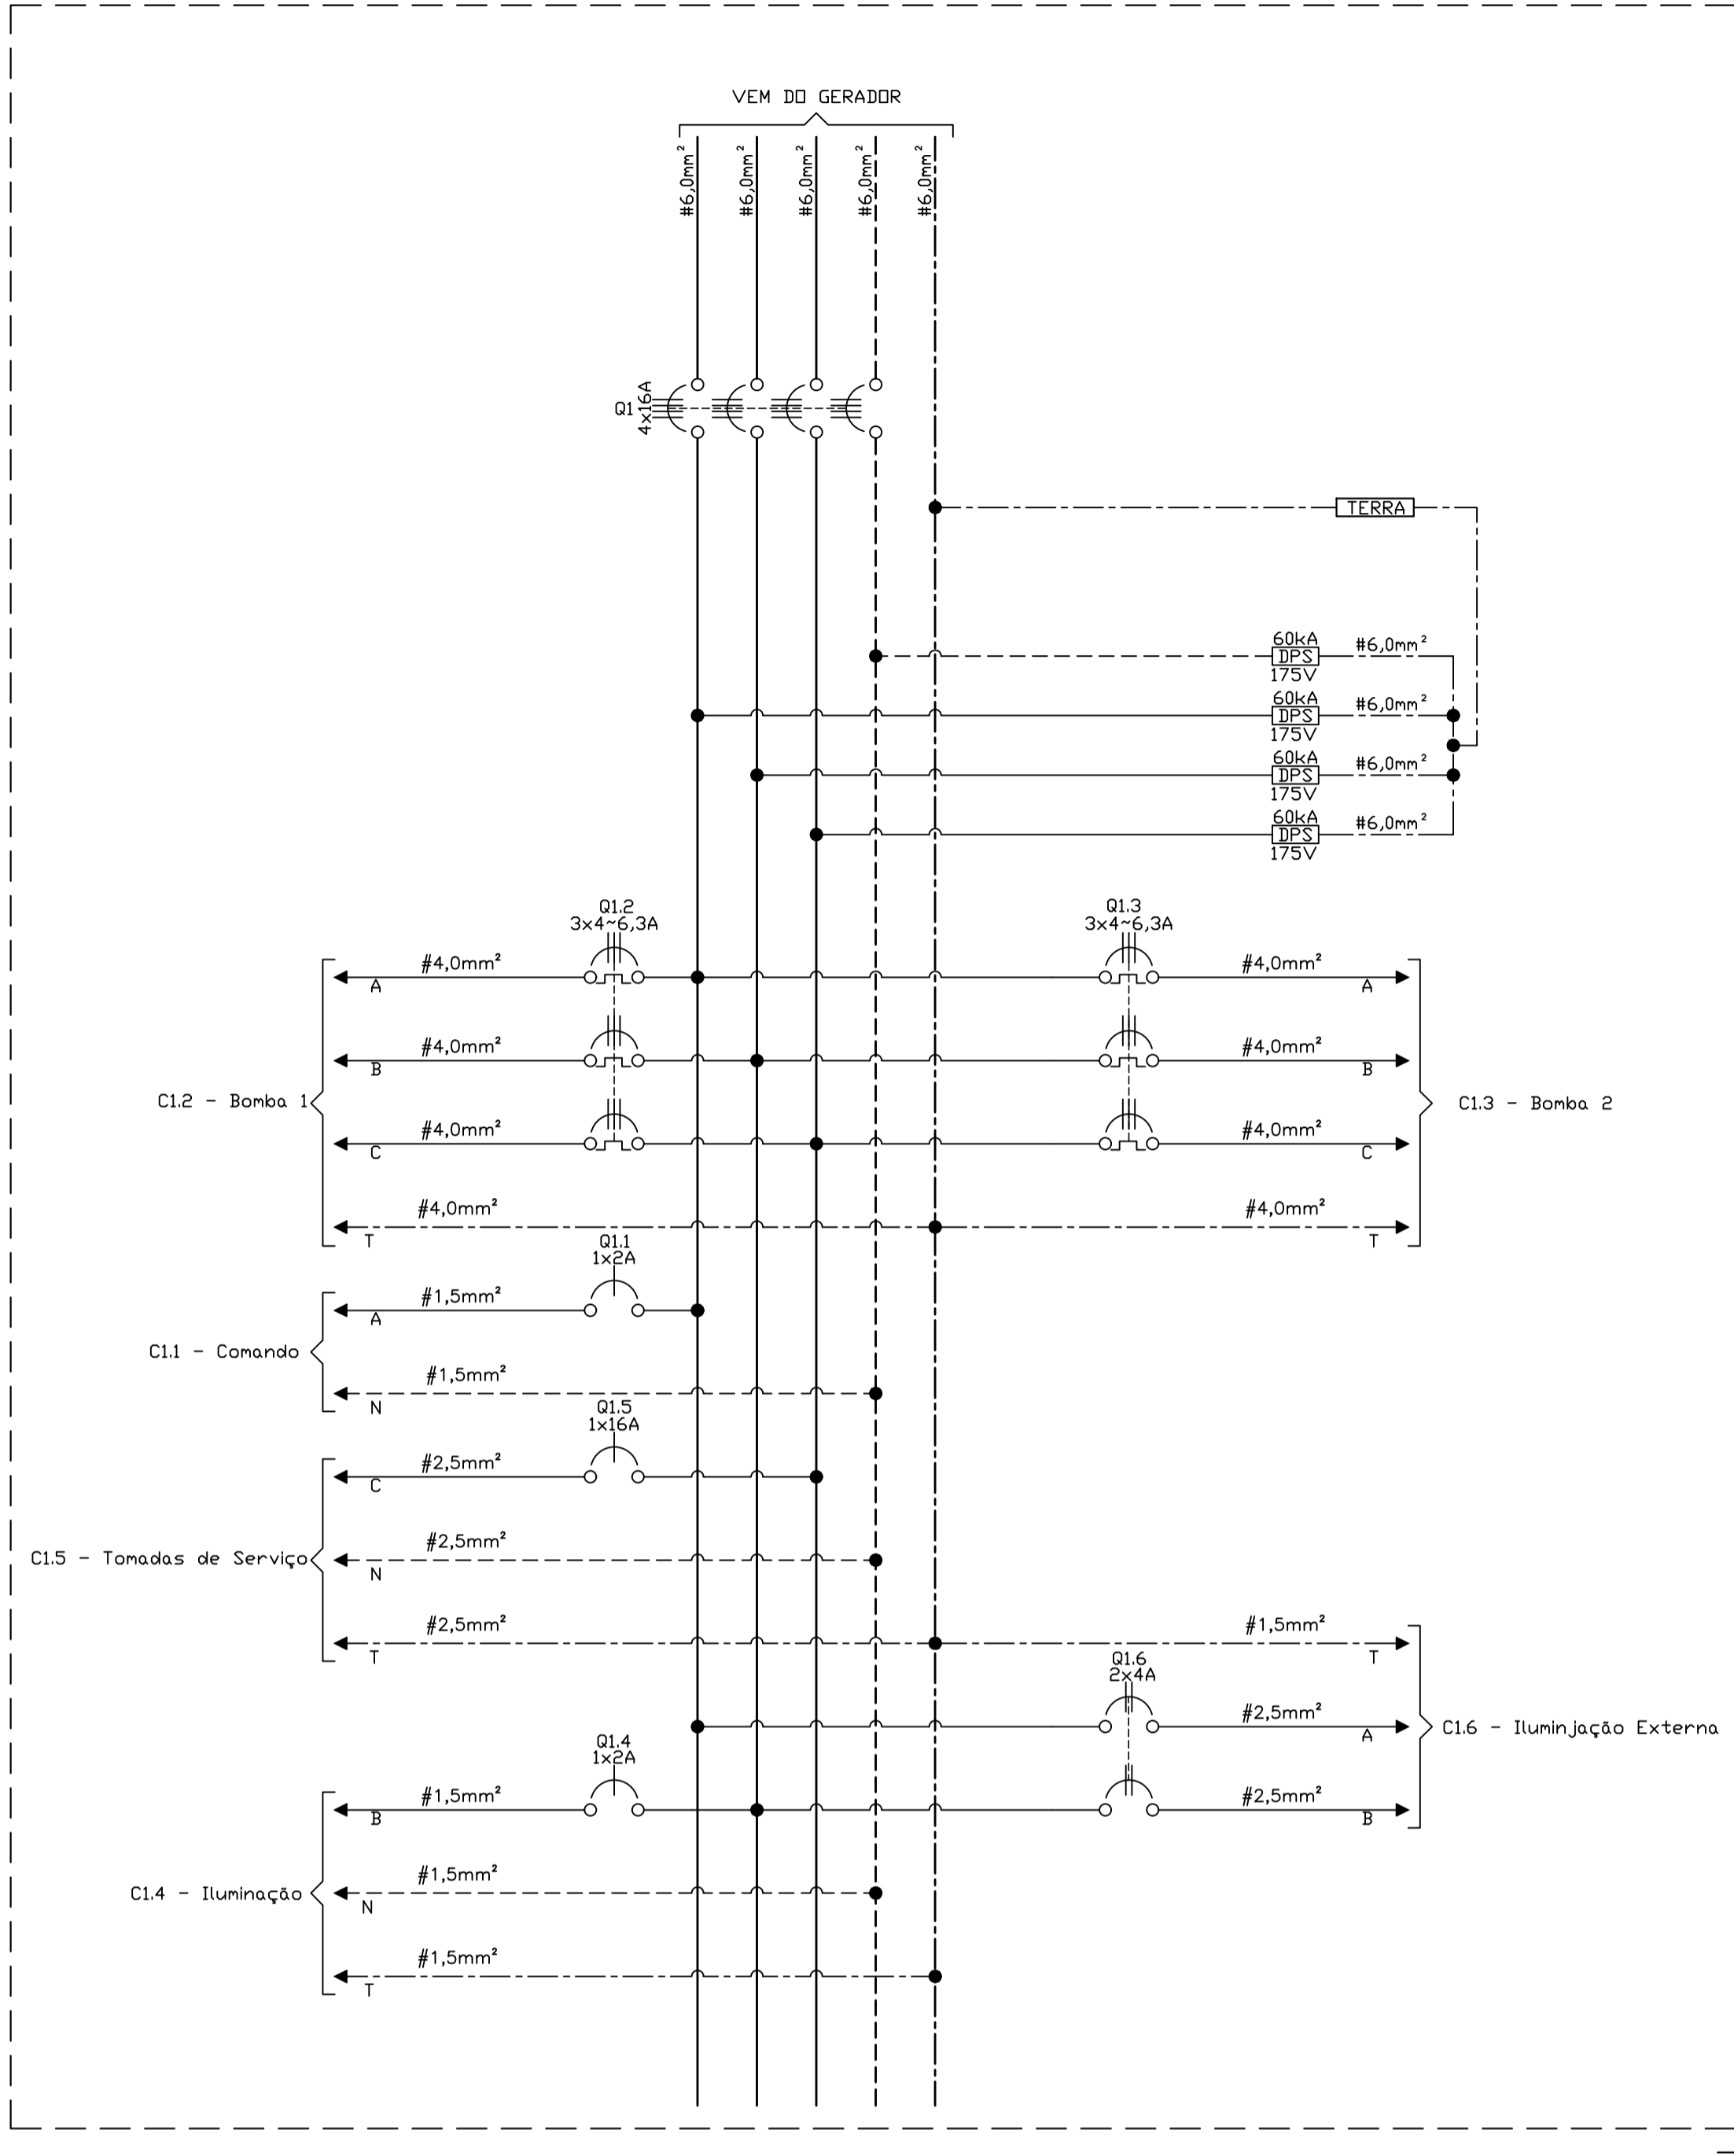 VEM DO GERADOR
#6,0mm²
#6,0mm²
#6,0mm²
#6,0mm²
#6,0mm²
Q1
4x16A
TERRA
60kA
DPS
175V
#6,0mm²
60kA
DPS
175V
#6,0mm²
60kA
DPS
175V
#6,0mm²
60kA
DPS
175V
#6,0mm²
Q1.2
3x4~6,3A
#4,0mm²
A
#4,0mm²
B
C1.2 - Bomba 1
#4,0mm²
C
#4,0mm²
T
Q1.3
3x4~6,3A
#4,0mm²
A
#4,0mm²
B
C1.3 - Bomba 2
#4,0mm²
C
#4,0mm²
T
Q1.1
1x2A
#1,5mm²
A
C1.1 - Comando
#1,5mm²
N
Q1.5
1x16A
#2,5mm²
C
C1.5 - Tomadas de Serviço
#2,5mm²
N
#2,5mm²
T
#1,5mm²
T
Q1.6
2x4A
#2,5mm²
A
C1.6 - Iluminjação Externa
#2,5mm²
B
Q1.4
1x2A
#1,5mm²
B
C1.4 - Iluminação
#1,5mm²
N
#1,5mm²
T